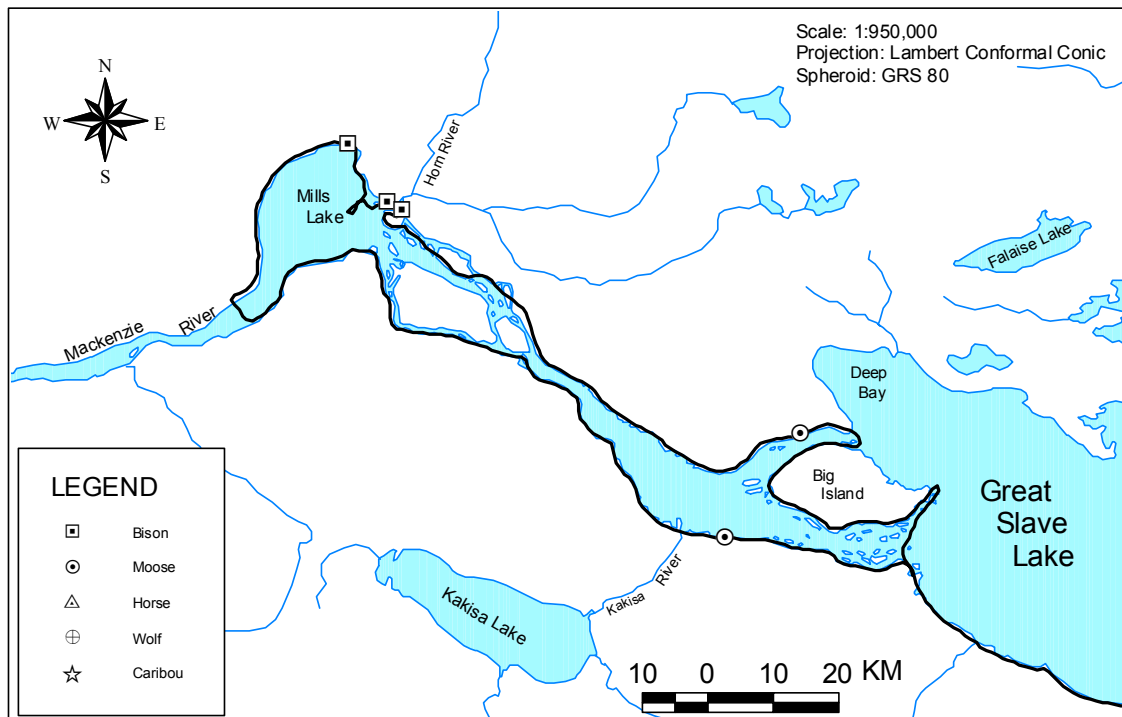 Scale: 1:950,000
Projection: Lambert Conformal Conic
Spheroid: GRS 80
N
W
E
S
Horn River
Mills
Lake
Falaise Lake
Mackenzie River
Deep
Bay
Big
Island
Great
Slave
Lake
Kakisa River
Kakisa Lake
LEGEND
Bison
Moose
Horse
Wolf
Caribou
10 0 10 20 KM